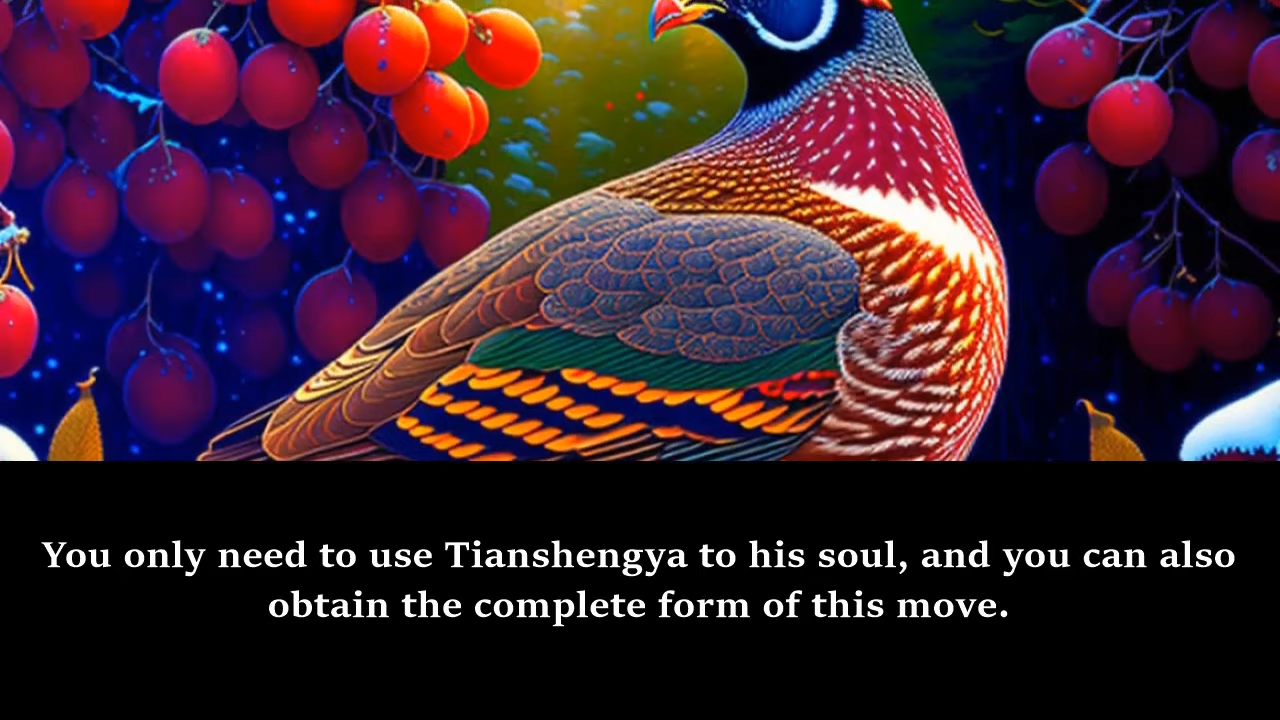 You only need to use Tianshengya to his soul, and you can also
obtain the complete form of this move.